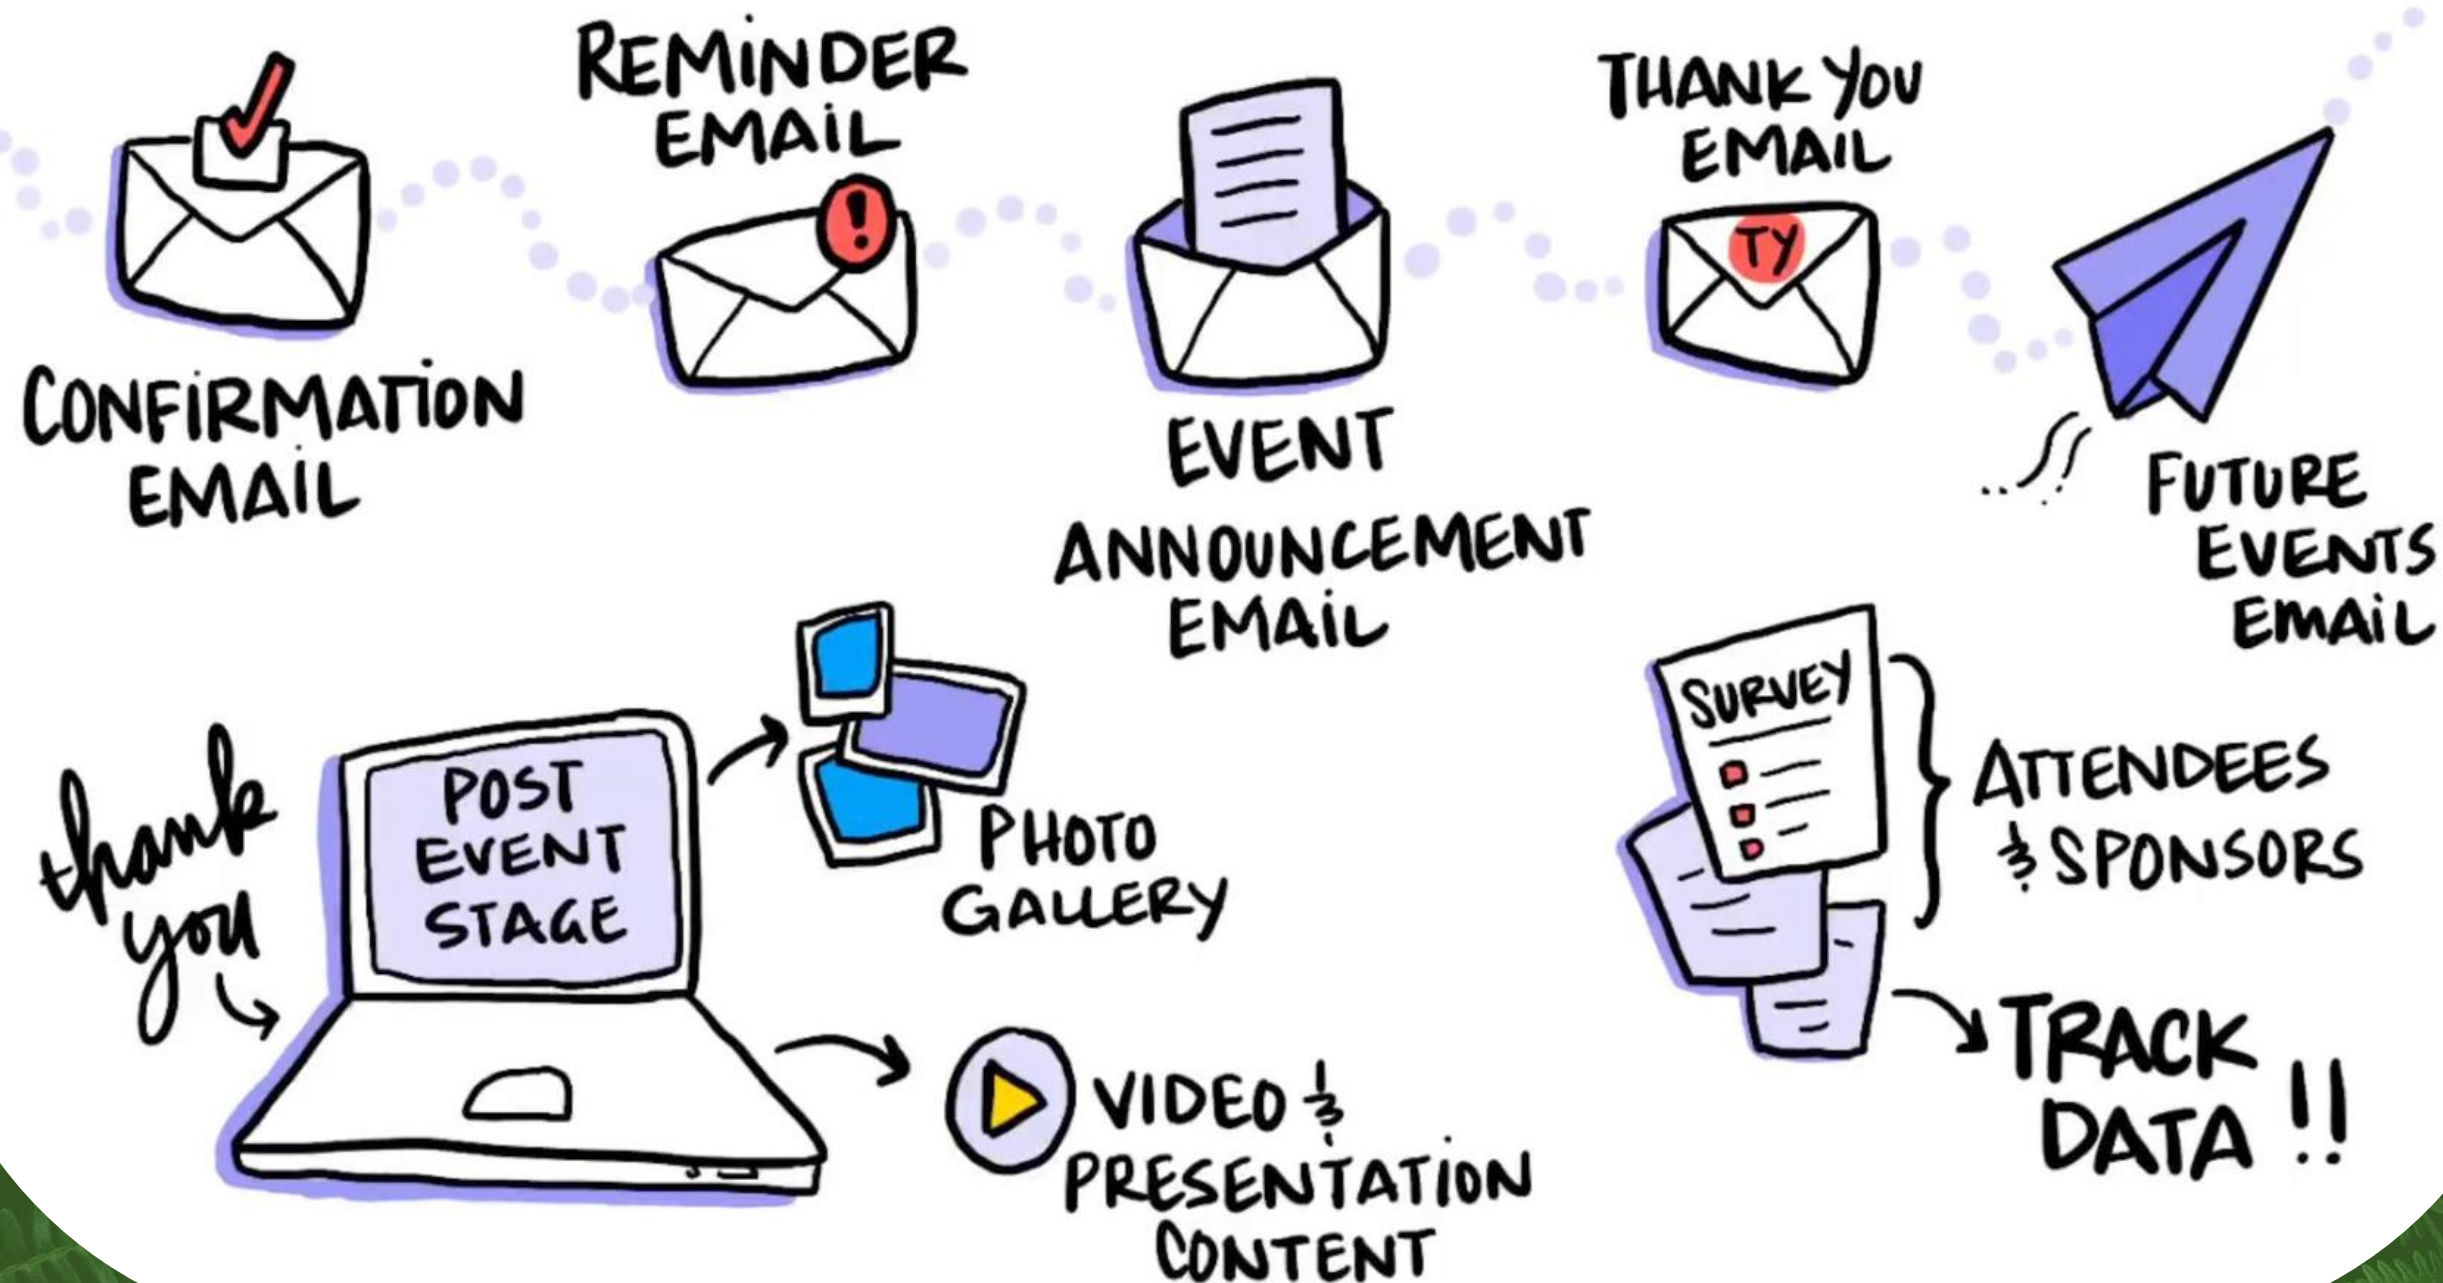 CONFIRMATION
EMAIL
REMINDER
EMAIL
!
EVENT
ANNOUNCEMENT
EMAIL
THANK YOU
EMAIL
TY
FUTURE
EVENTS
EMAIL
thank
you
POST
EVENT
STAGE
PHOTO
GALLERY
VIDEO &
PRESENTATION
CONTENT
SURVEY
ATTENDEES
& SPONSORS
TRACK
DATA !!